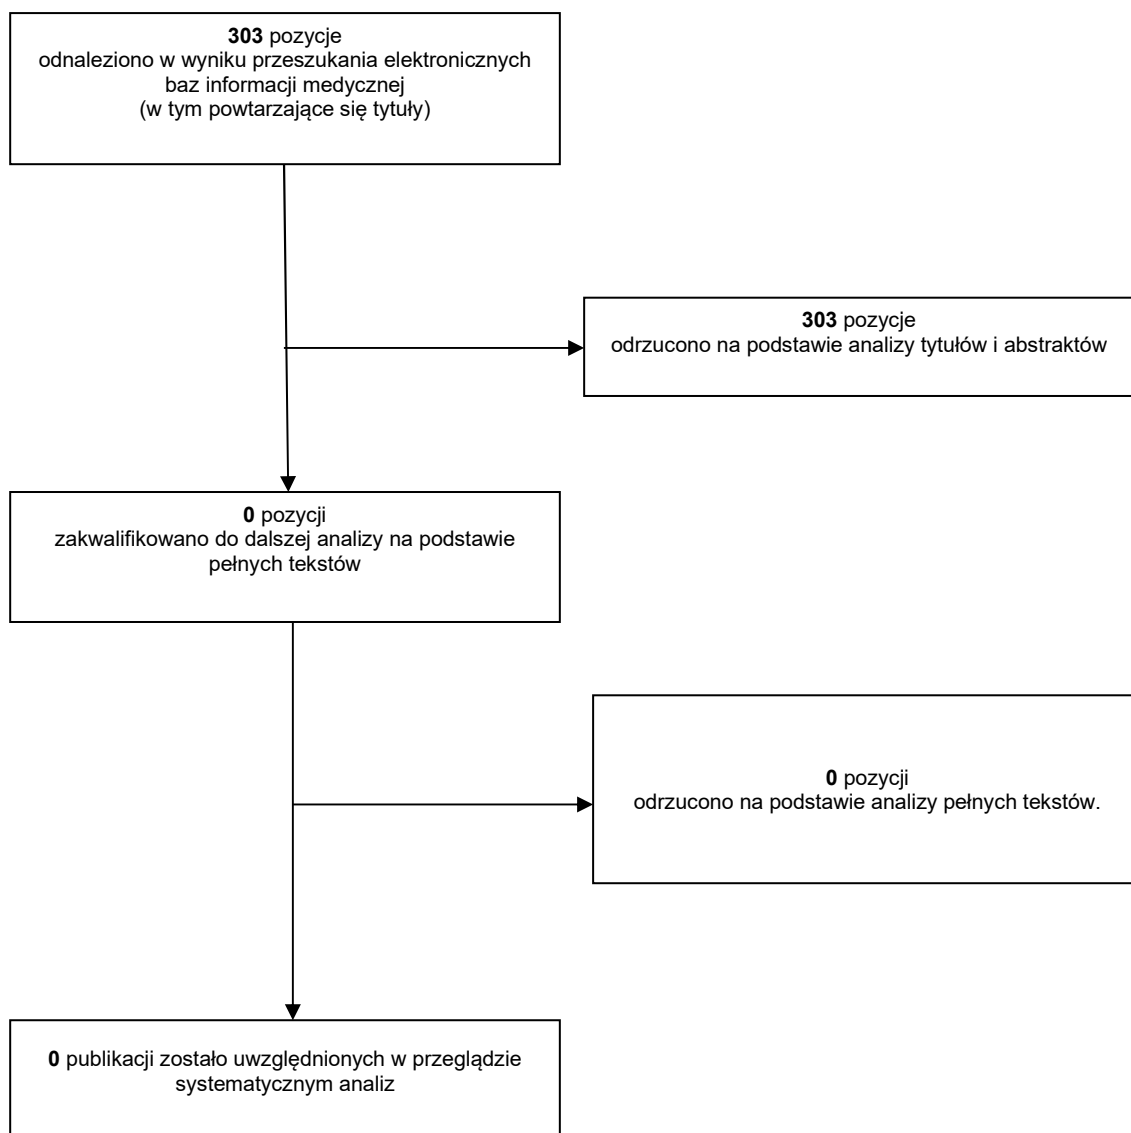 303 pozycje
odnaleziono w wyniku przeszukania elektronicznych
baz informacji medycznej
(w tym powtarzające się tytuły)
303 pozycje
odrzucono na podstawie analizy tytułów i abstraktów
0 pozycji
zakwalifikowano do dalszej analizy na podstawie
pełnych tekstów
0 pozycji
odrzucono na podstawie analizy pełnych tekstów.
0 publikacji zostało uwzględnionych w przeglądzie
systematycznym analiz